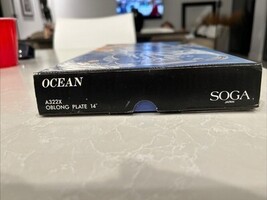 OCEAN
A322X
OBLONG PLATE 14"
SOGA.
JAPAN